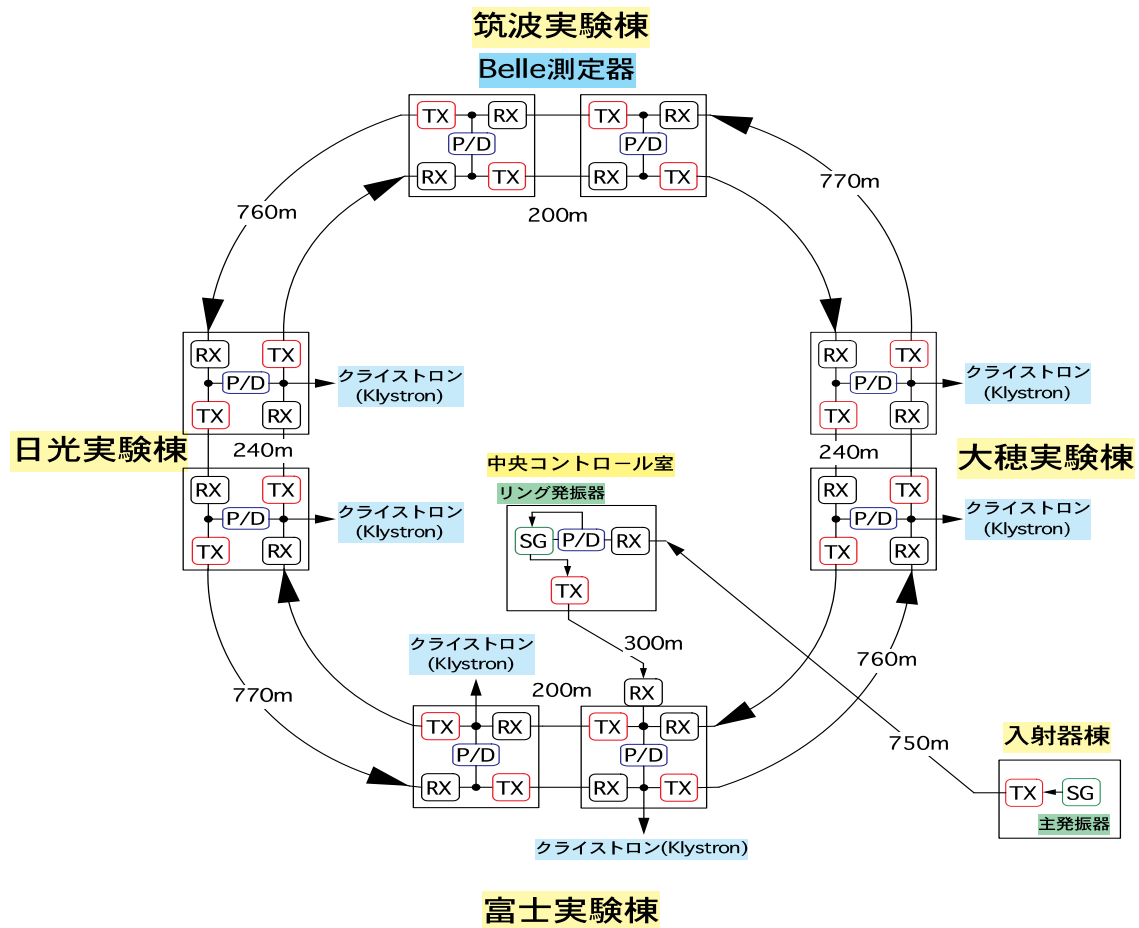 筑波実験棟
Belle測定器
TX
RX
TX
RX
P/D
P/D
RX
TX
RX
TX
760m
200m
770m
RX
TX
クライストロン
(Klystron)
P/D
TX
RX
RX
TX
クライストロン
(Klystron)
P/D
TX
RX
日光実験棟
240m
240m
大穂実験棟
RX
TX
クライストロン
(Klystron)
P/D
TX
RX
RX
TX
クライストロン
(Klystron)
P/D
TX
RX
中央コントロール室
リング発振器
SG
P/D
RX
TX
300m
クライストロン
(Klystron)
770m
200m
RX
760m
TX
RX
TX
RX
P/D
P/D
RX
TX
RX
TX
750m
入射器棟
TX
SG
主発振器
クライストロン(Klystron)
富士実験棟